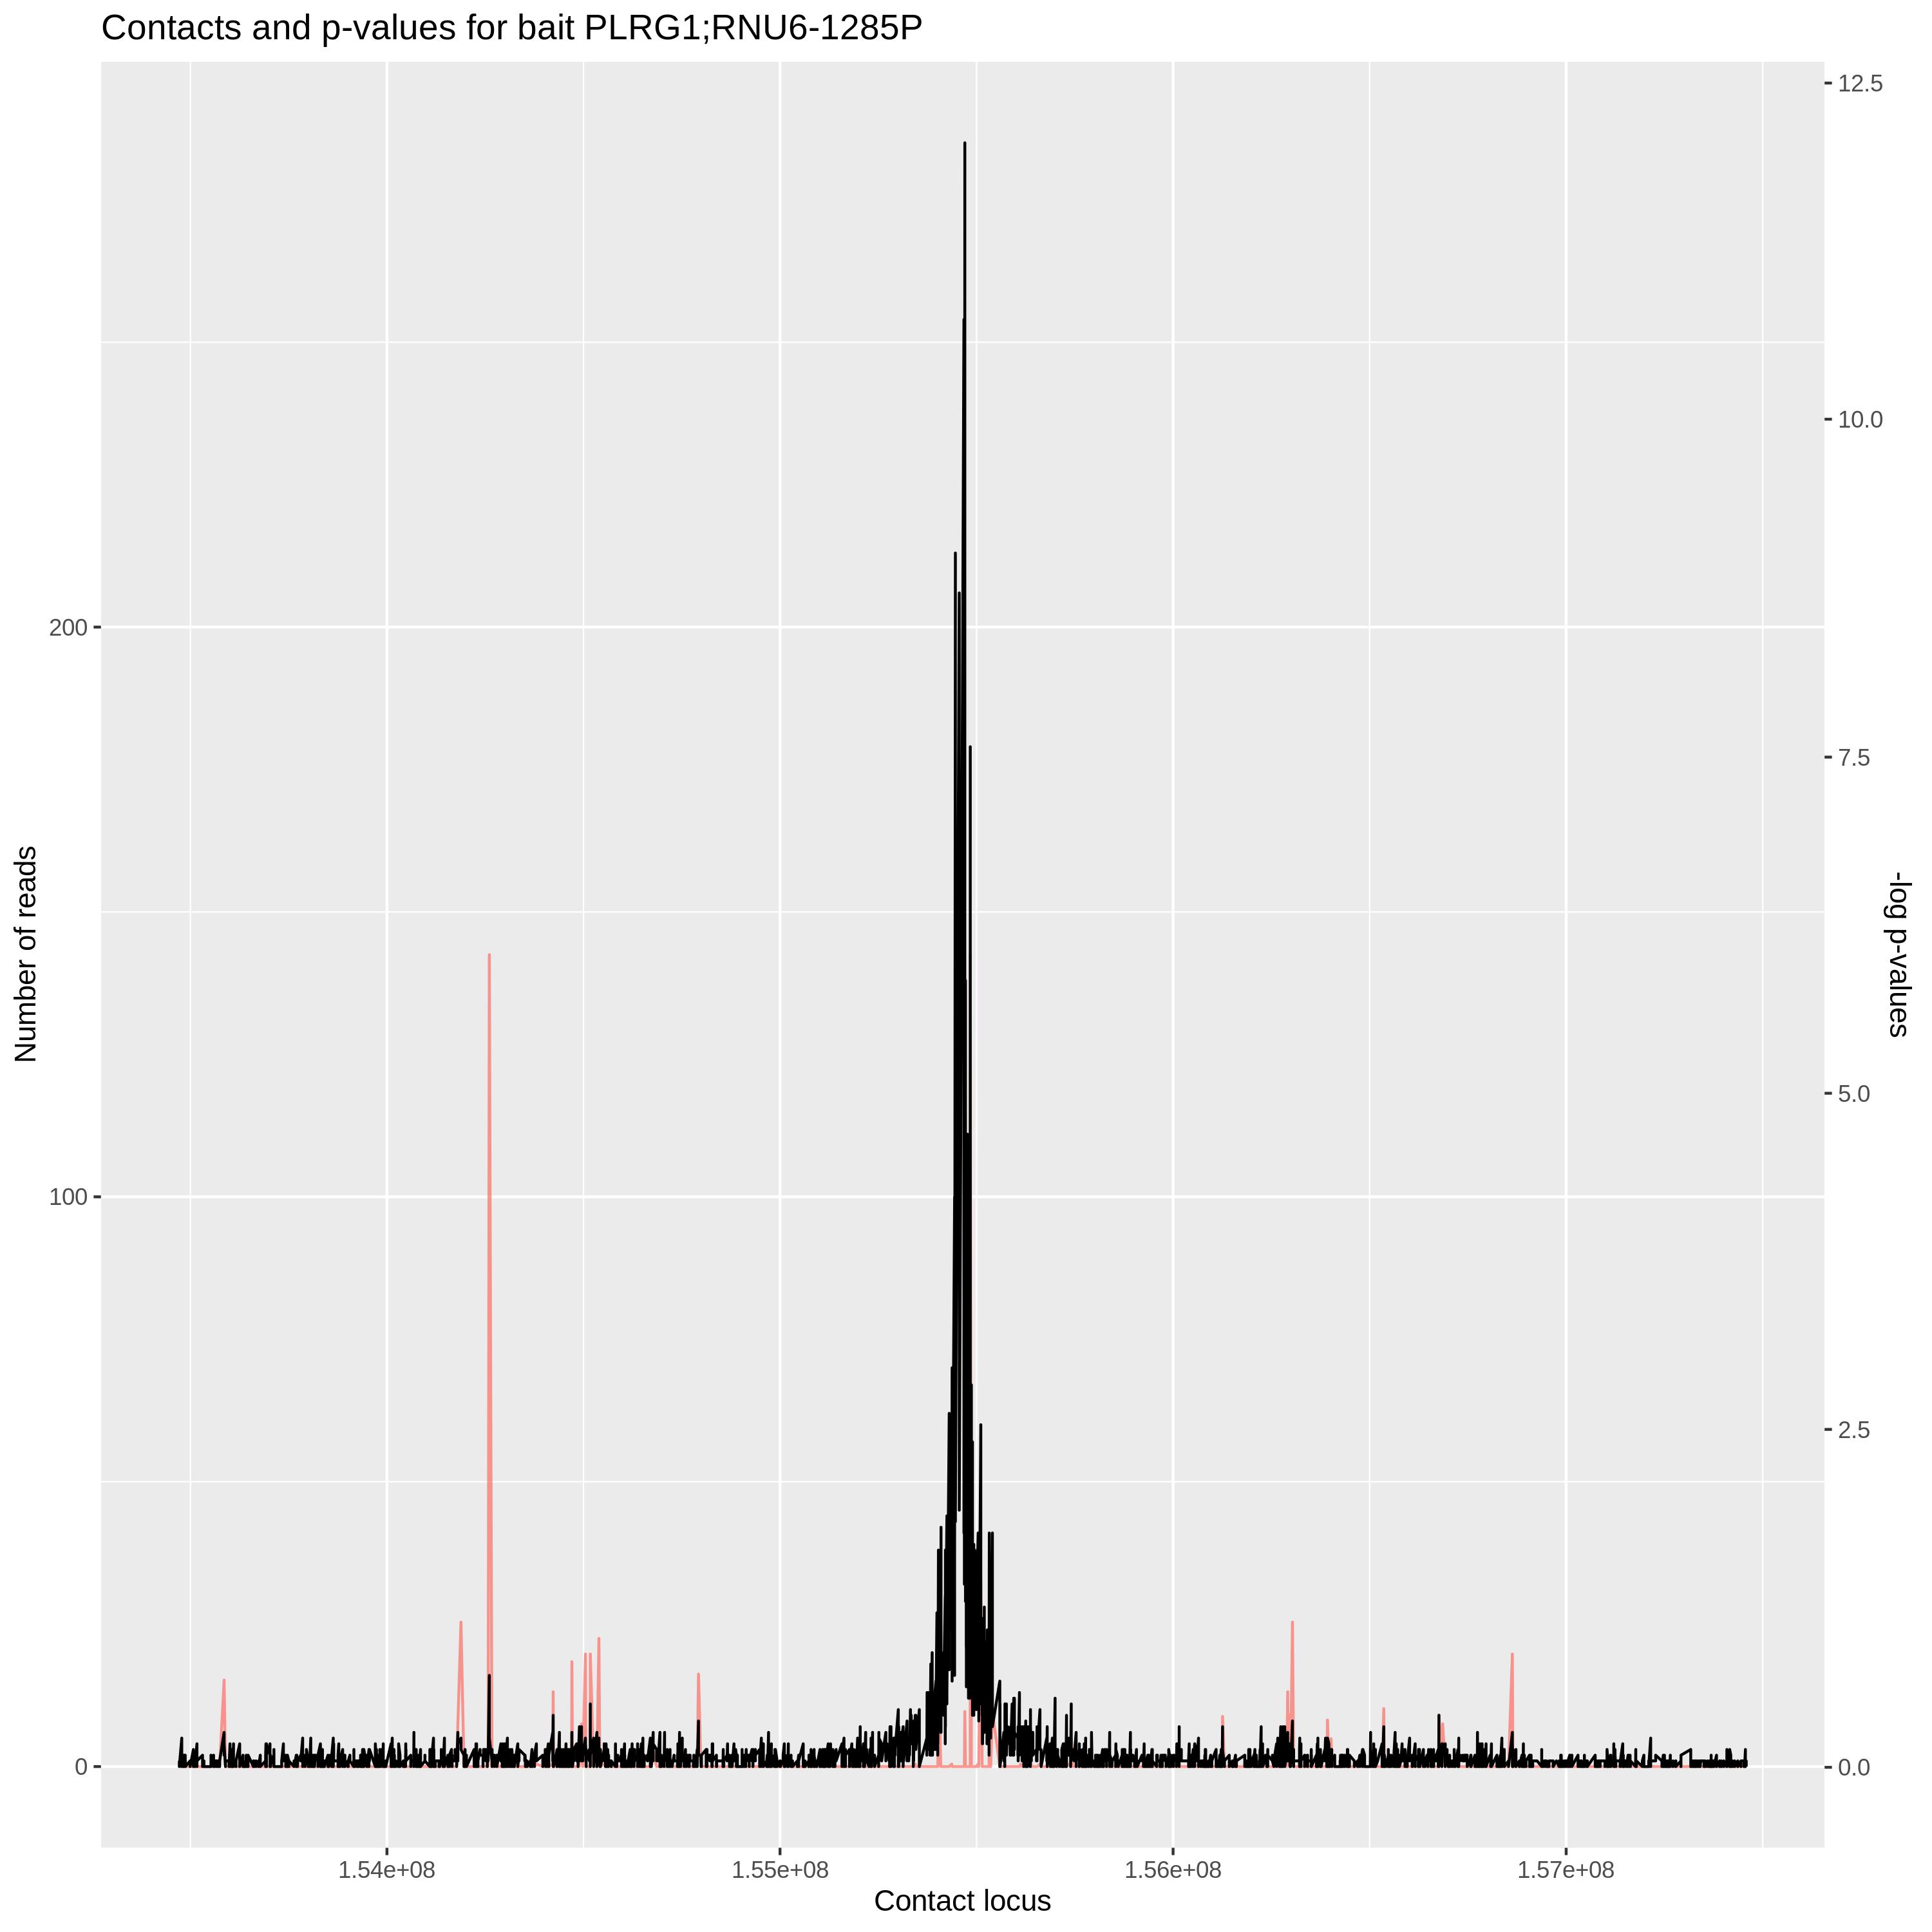 Contacts and p-values for bait PLRG1;RNU6-1285P
12.5
10.0
200
7.5
Number of reads
-log p-values
5.0
100
2.5
0
0.0
1.54e+08
1.55e+08
1.56e+08
1.57e+08
Contact locus